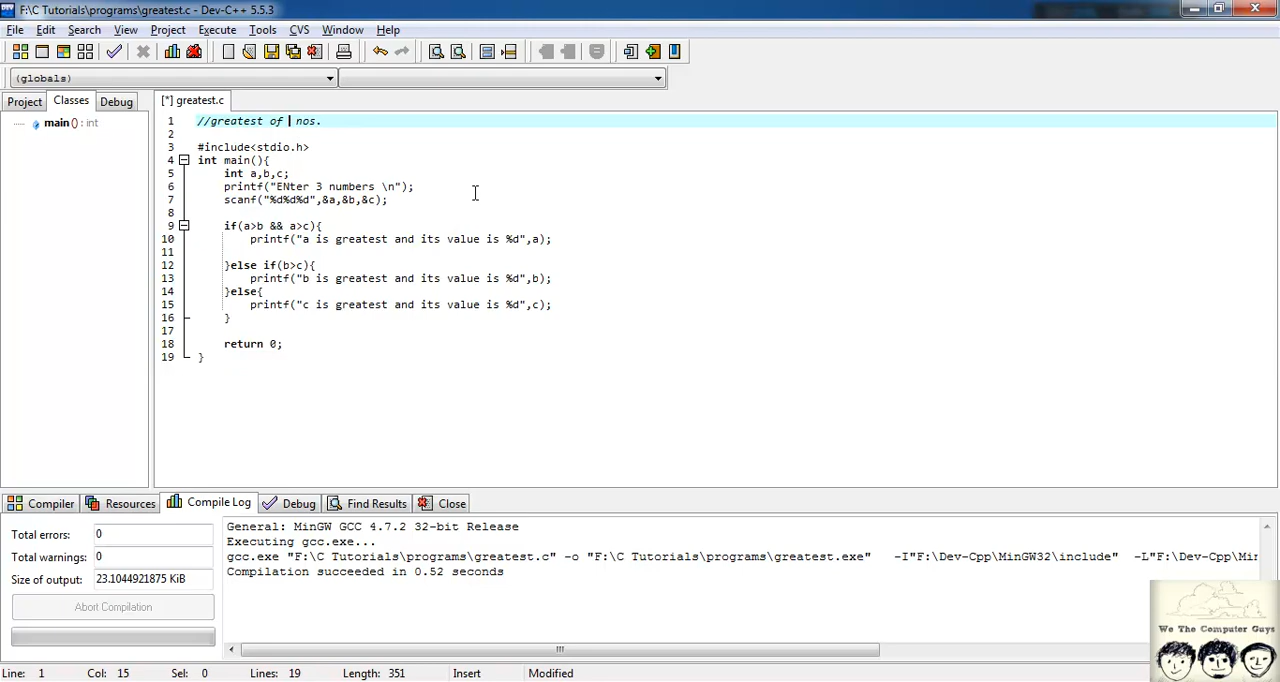 F:\C Tutorials\programs\greatest.c - Dev-C++ 5.5.3
File Edit Search View Project Execute Tools CVS Window Help
(globals)
Project Classes Debug [*] greatest.c
main () : int
1 //greatest of nos.
2
3 #include<stdio.h>
4 int main(){
5 int a,b,c;
6 printf("ENter 3 numbers \n");
7 scanf("%d%d%d",&a,&b,&c);
8
9 if(a>b && a>c){
10 printf("a is greatest and its value is %d",a);
11
12 }else if(b>c){
13 printf("b is greatest and its value is %d",b);
14 }else{
15 printf("c is greatest and its value is %d",c);
16 }
17
18 return 0;
19 }
Compiler Resources Compile Log Debug Find Results Close
Total errors: 0
Total warnings: 0
Size of output: 23.1044921875 KiB
Abort Compilation
General: MinGW GCC 4.7.2 32-bit Release
Executing gcc.exe...
gcc.exe "F:\C Tutorials\programs\greatest.c" -o "F:\C Tutorials\programs\greatest.exe" -I"F:\Dev-Cpp\MinGW32\include" -L"F:\Dev-Cpp\Min
Compilation succeeded in 0.52 seconds
We The Computer Guys
Line: 1 Col: 15 Sel: 0 Lines: 19 Length: 351 Insert Modified